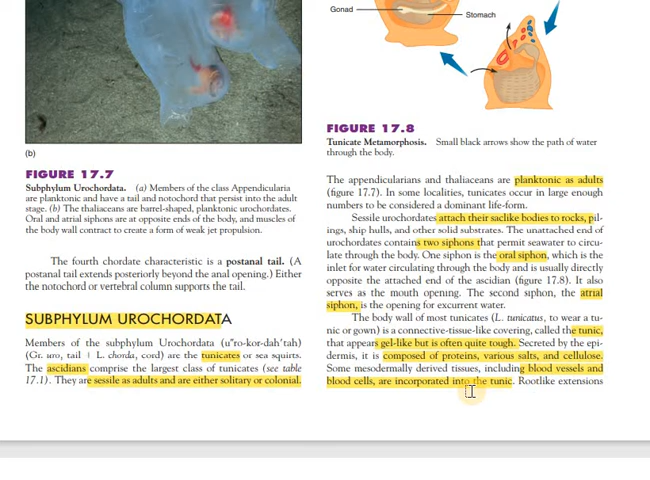 (b)
FIGURE 17.7
Subphylum Urochordata. (a) Members of the class Appendicularia
are planktonic and have a tail and notochord that persist into the adult
stage. (b) The thaliaceans are barrel-shaped, planktonic urochordates.
Oral and atrial siphons are at opposite ends of the body, and muscles of
the body wall contract to create a form of weak jet propulsion.
The fourth chordate characteristic is a postanal tail. (A
postanal tail extends posteriorly beyond the anal opening.) Either
the notochord or vertebral column supports the tail.
SUBPHYLUM UROCHORDATA
Members of the subphylum Urochordata (u"ro-kor-dah'tah)
(Gr. uro, tail + L. chorda, cord) are the tunicates or sea squirts.
The ascidians comprise the largest class of tunicates (see table
17.1). They are sessile as adults and are either solitary or colonial.
Gonad
Stomach
FIGURE 17.8
Tunicate Metamorphosis. Small black arrows show the path of water
through the body.
The appendicularians and thaliaceans are planktonic as adults
(figure 17.7). In some localities, tunicates occur in large enough
numbers to be considered a dominant life-form.
Sessile urochordates attach their saclike bodies to rocks, pil-
ings, ship hulls, and other solid substrates. The unattached end of
urochordates contains two siphons that permit seawater to circu-
late through the body. One siphon is the oral siphon, which is the
inlet for water circulating through the body and is usually directly
opposite the attached end of the ascidian (figure 17.8). It also
serves as the mouth opening. The second siphon, the atrial
siphon, is the opening for excurrent water.
The body wall of most tunicates (L. tunicatus, to wear a tu-
nic or gown) is a connective-tissue-like covering, called the tunic,
that appears gel-like but is often quite tough. Secreted by the epi-
dermis, it is composed of proteins, various salts, and cellulose.
Some mesodermally derived tissues, including blood vessels and
blood cells, are incorporated into the tunic. Rootlike extensions